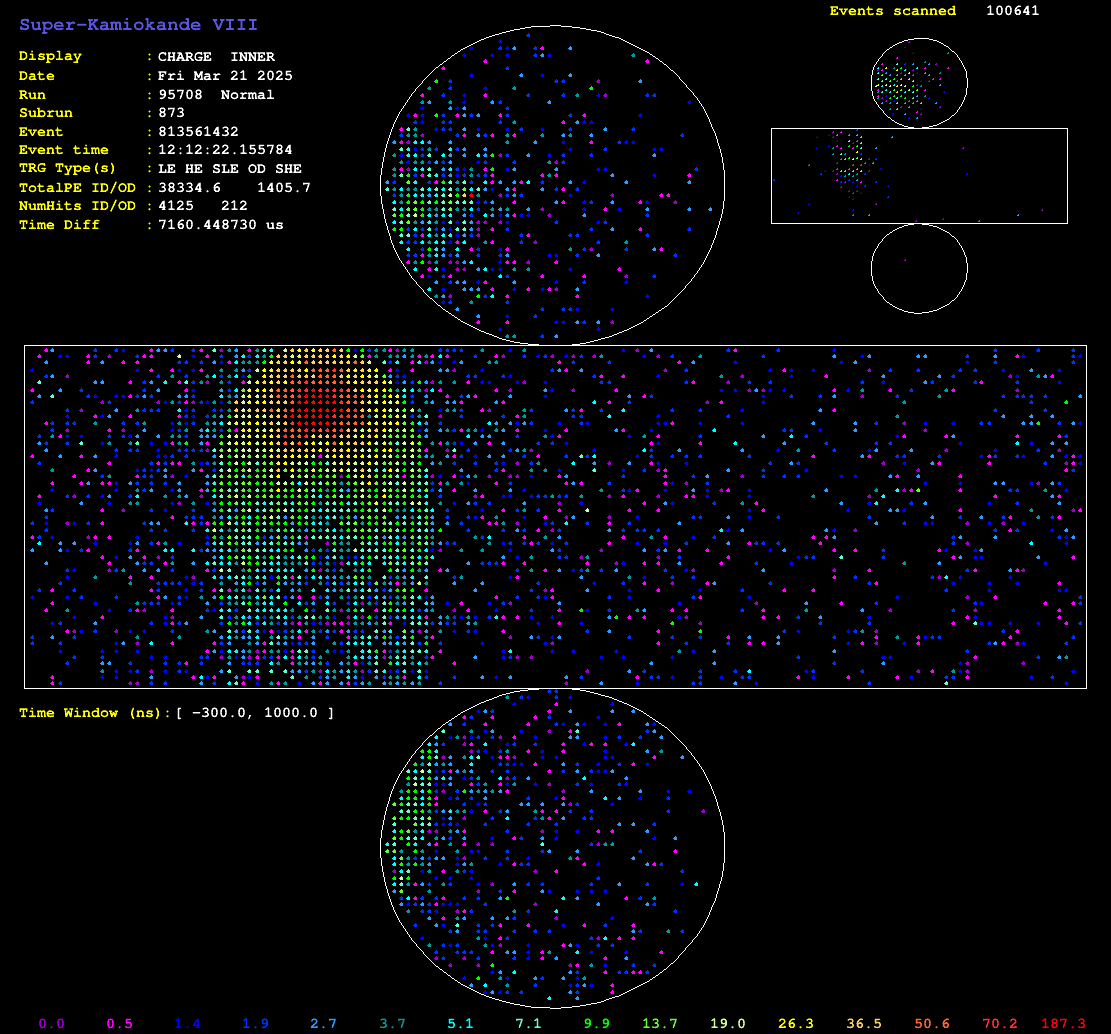 Super-Kamiokande VIII
Events scanned 100641
Display : CHARGE INNER
Date : Fri Mar 21 2025
Run : 95708 Normal
Subrun : 873
Event : 813561432
Event time : 12:12:22.155784
TRG Type(s) : LE HE SLE OD SHE
TotalPE ID/OD : 38334.6 1405.7
NumHits ID/OD : 4125 212
Time Diff : 7160.448730 us
Time Window (ns):[ -300.0, 1000.0 ]
0.0 0.5 1.4 1.9 2.7 3.7 5.1 7.1 9.9 13.7 19.0 26.3 36.5 50.6 70.2 187.3